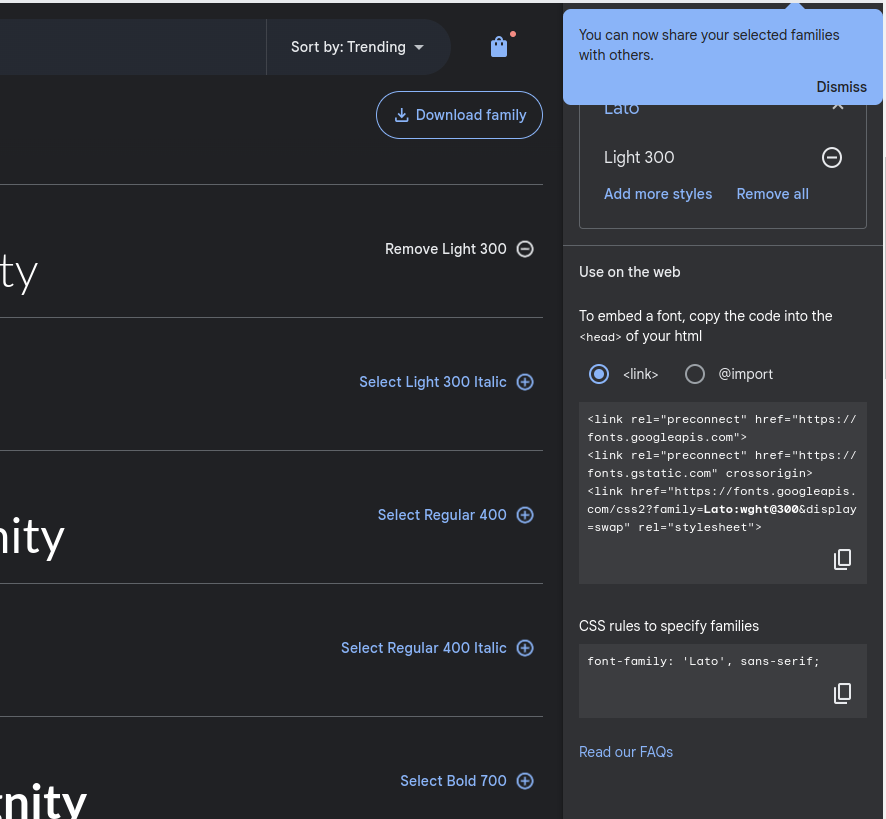 Sort by: Trending
You can now share your selected families
with others.
Dismiss
Download family
Lato
Light 300
Add more styles
Remove all
Remove Light 300
ty
Select Light 300 Italic
Select Regular 400
nity
Select Regular 400 Italic
Select Bold 700
gnity
Use on the web
To embed a font, copy the code into the
<head> of your html
<link>
@import
<link rel="preconnect" href="https://
fonts.googleapis.com">
<link rel="preconnect" href="https://
fonts.gstatic.com" crossorigin>
<link href="https://fonts.googleapis.
com/css2?family=Lato:wght@300&display
=swap" rel="stylesheet">
CSS rules to specify families
font-family: 'Lato', sans-serif;
Read our FAQs